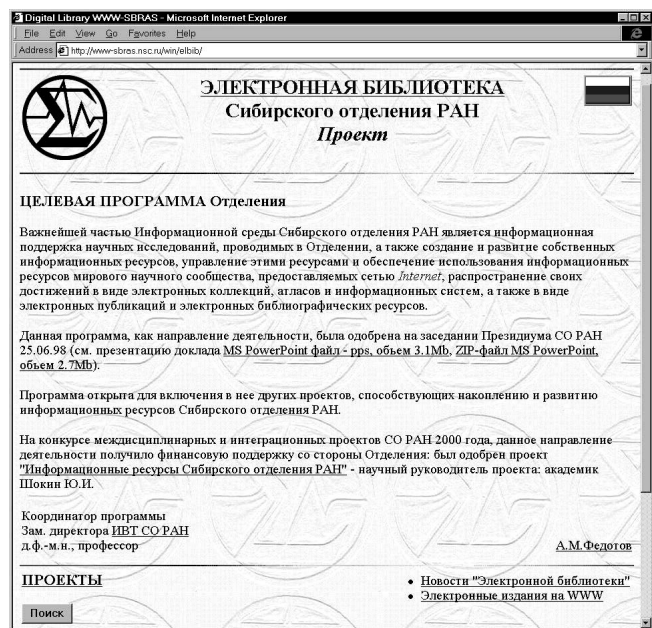 Digital Library WWW-SBRAS - Microsoft Internet Explorer
File Edit View Go Favorites Help
Address http://www-sbras.nsc.ru/win/elbib/
ЭЛЕКТРОННАЯ БИБЛИОТЕКА
Сибирского отделения РАН
Проект
ЦЕЛЕВАЯ ПРОГРАММА Отделения
Важнейшей частью Информационной среды Сибирского отделения РАН является информационная
поддержка научных исследований, проводимых в Отделении, а также создание и развитие собственных
информационных ресурсов, управление этими ресурсами и обеспечение использования информационных
ресурсов мирового научного сообщества, предоставляемых сетью Internet, распространение своих
достижений в виде электронных коллекций, атласов и информационных систем, а также в виде
электронных публикаций и электронных библиографических ресурсов.
Данная программа, как направление деятельности, была одобрена на заседании Президиума СО РАН
25.06.98 (см. презентацию доклада MS PowerPoint файл - pps, объем 3.1Mb, ZIP-файл MS PowerPoint,
объем 2.7Mb).
Программа открыта для включения в нее других проектов, способствующих накоплению и развитию
информационных ресурсов Сибирского отделения РАН.
На конкурсе междисциплинарных и интеграционных проектов СО РАН 2000 года, данное направление
деятельности получило финансовую поддержку со стороны Отделения: был одобрен проект
"Информационные ресурсы Сибирского отделения РАН" - научный руководитель проекта: академик
Шокин Ю.И.
Координатор программы
Зам. директора ИВТ СО РАН
д.ф.-м.н., профессор А.М.Федотов
ПРОЕКТЫ
• Новости "Электронной библиотеки"
• Электронные издания на WWW
Поиск